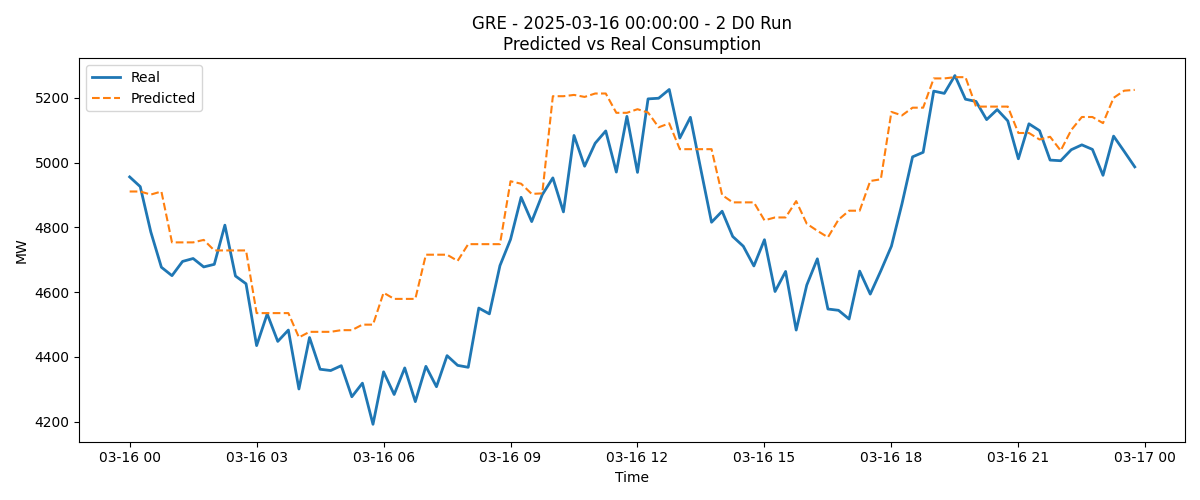 GRE - 2025-03-16 00:00:00 - 2 D0 Run
Predicted vs Real Consumption
Real
Predicted
5200
5000
4800
4600
4400
4200
MW
03-16 00
03-16 03
03-16 06
03-16 09
03-16 12
03-16 15
03-16 18
03-16 21
03-17 00
Time